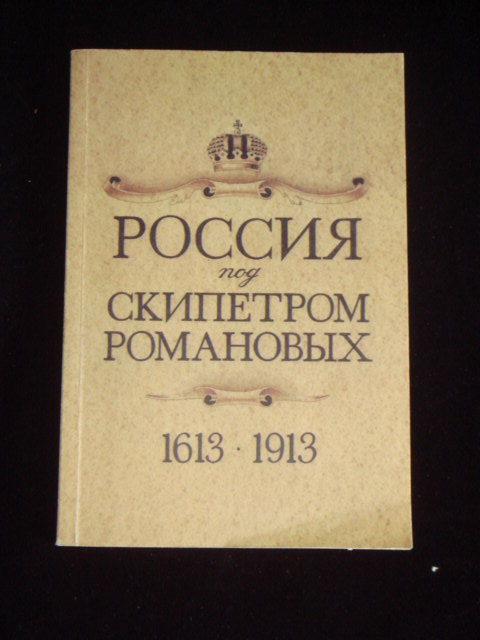 РОССИЯ
под
СКИПЕТРОМ
РОМАНОВЫХ
1613 · 1913